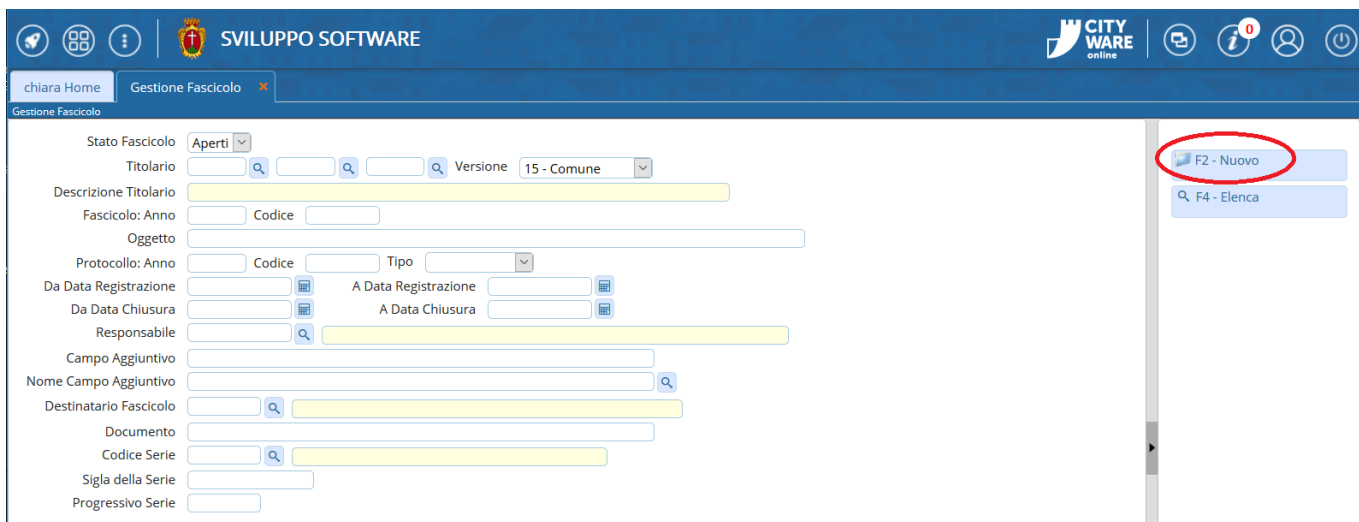 SVILUPPO SOFTWARE
CITY
WARE
online
0
chiara Home
Gestione Fascicolo ×
Gestione Fascicolo
Stato Fascicolo Aperti
Titolario Versione 15 - Comune
Descrizione Titolario
Fascicolo: Anno Codice
Oggetto
Protocollo: Anno Codice Tipo
Da Data Registrazione A Data Registrazione
Da Data Chiusura A Data Chiusura
Responsabile
Campo Aggiuntivo
Nome Campo Aggiuntivo
Destinatario Fascicolo
Documento
Codice Serie
Sigla della Serie
Progressivo Serie
F2 - Nuovo
F4 - Elenca